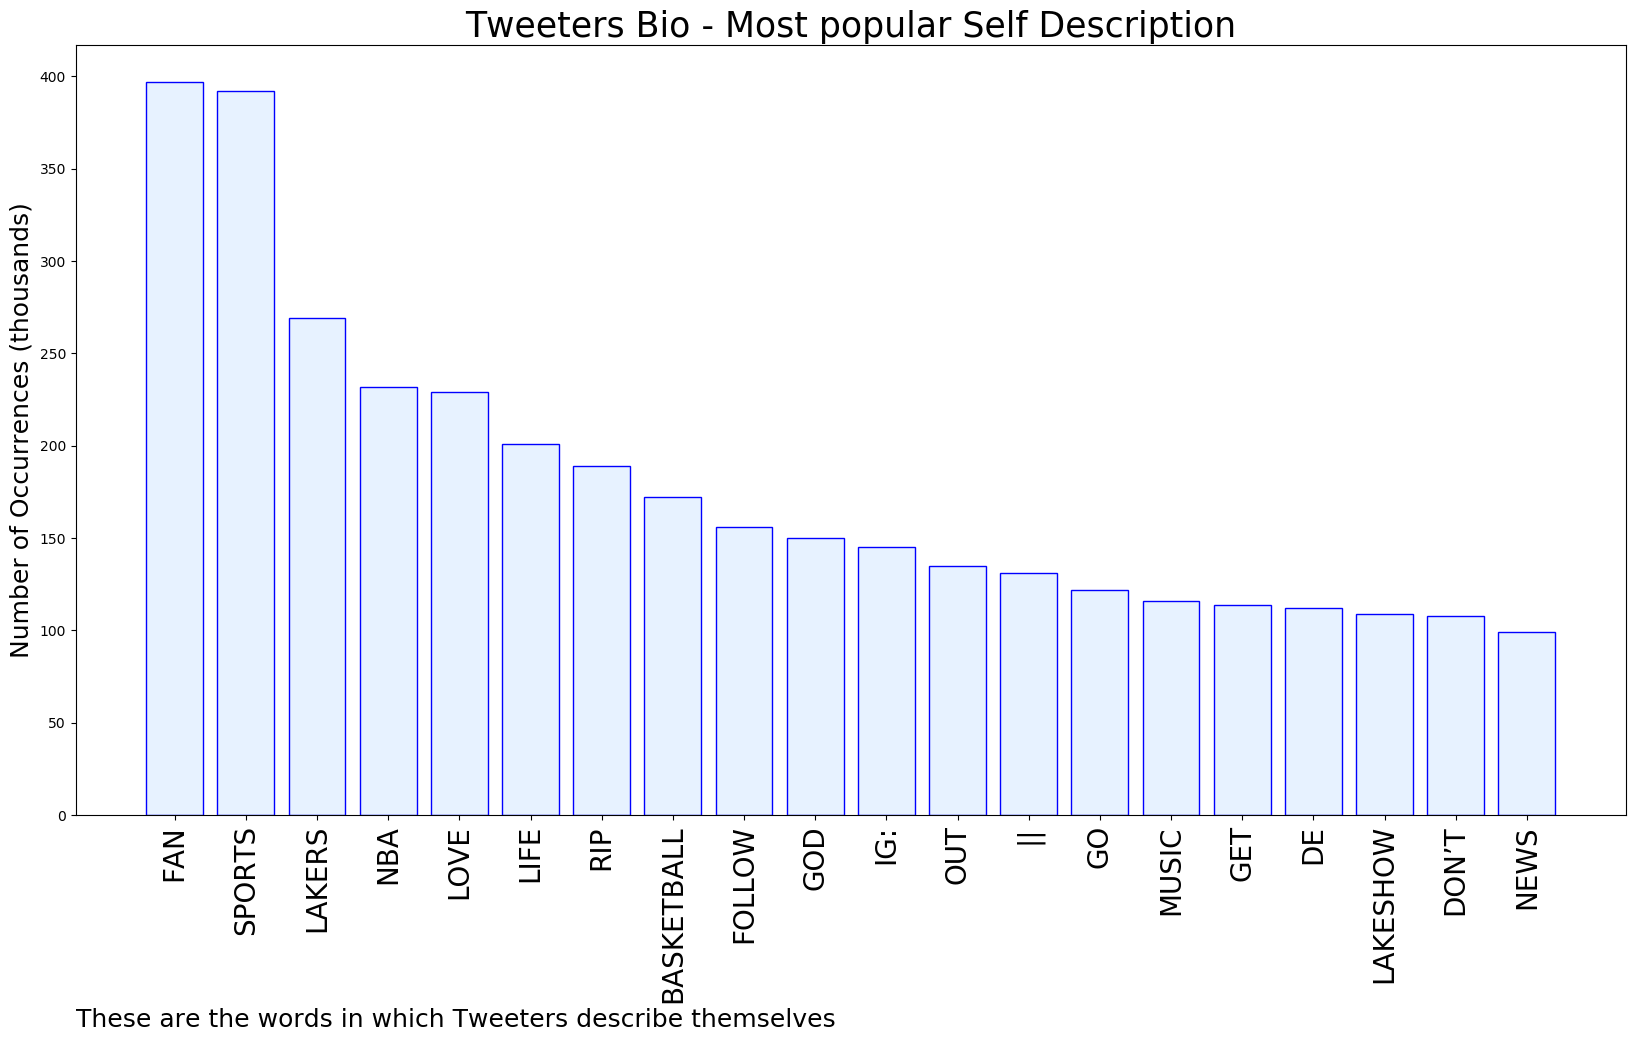 Tweeters Bio - Most popular Self Description
Number of Occurrences (thousands)
400
350
300
250
200
150
100
50
0
FAN
SPORTS
LAKERS
NBA
LOVE
LIFE
RIP
BASKETBALL
FOLLOW
GOD
IG:
OUT
||
GO
MUSIC
GET
DE
LAKESHOW
DON’T
NEWS
These are the words in which Tweeters describe themselves